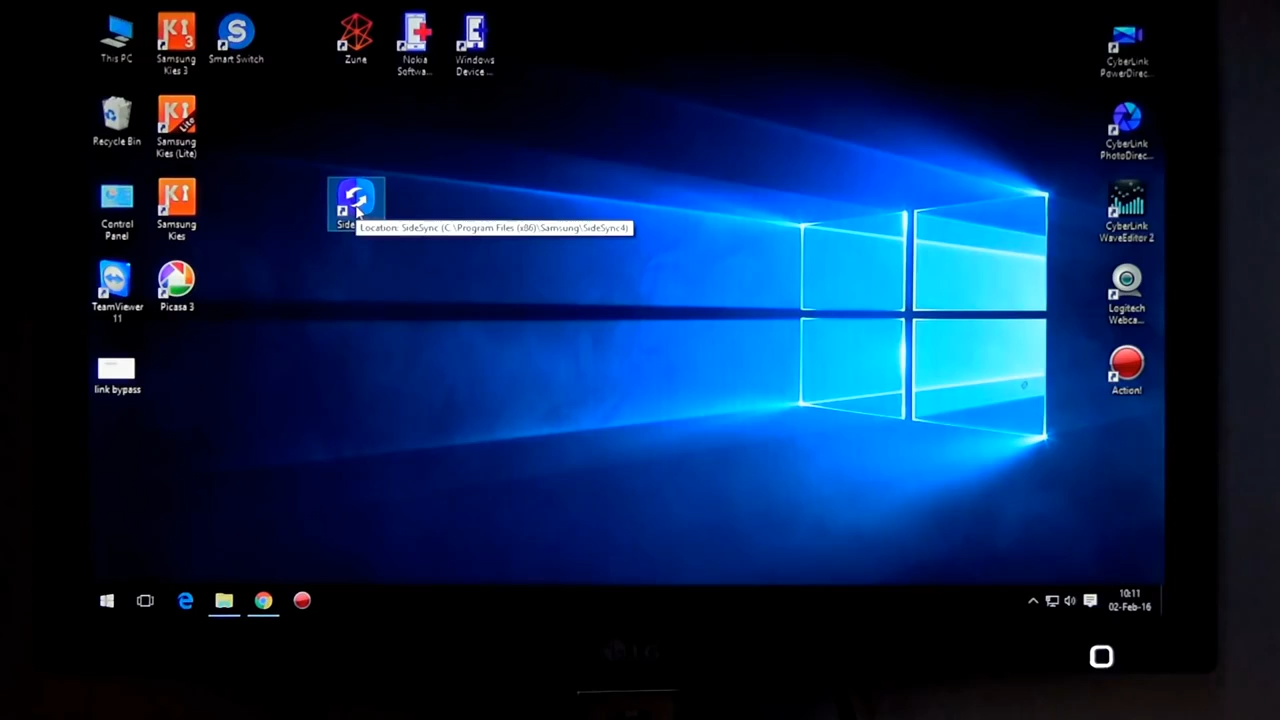 This PC
Samsung
Kies 3
Smart Switch
Zune
Nokia
Softwa...
Windows
Device ...
CyberLink
PowerDirec...
Recycle Bin
Samsung
Kies (Lite)
CyberLink
PhotoDirec...
Control
Panel
Samsung
Kies
Side
Location: SideSync (C:\Program Files (x86)\Samsung\SideSync4)
CyberLink
WaveEditor 2
TeamViewer
11
Picasa 3
Logitech
Webca...
link bypass
Action!
10:11
02-Feb-16
LG